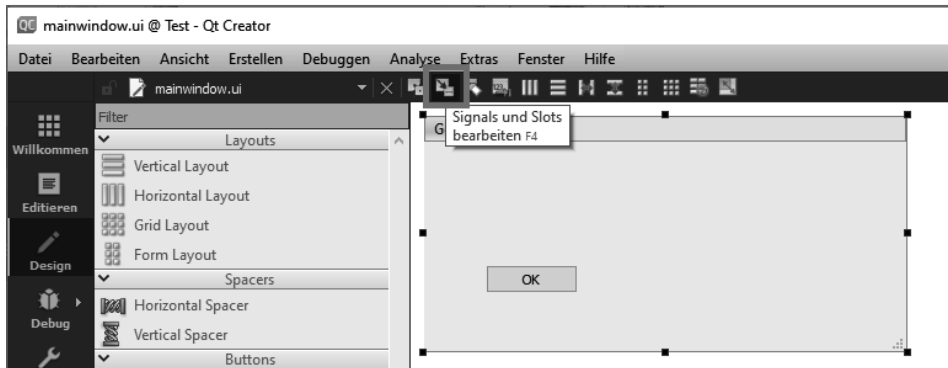 QC mainwindow.ui @ Test - Qt Creator
Datei Bearbeiten Ansicht Erstellen Debuggen Analyse Extras Fenster Hilfe
mainwindow.ui
Filter
Layouts
Vertical Layout
Horizontal Layout
Grid Layout
Form Layout
Spacers
Horizontal Spacer
Vertical Spacer
Buttons
Willkommen
Editieren
Design
Debug
G
Signals und Slots
bearbeiten F4
OK